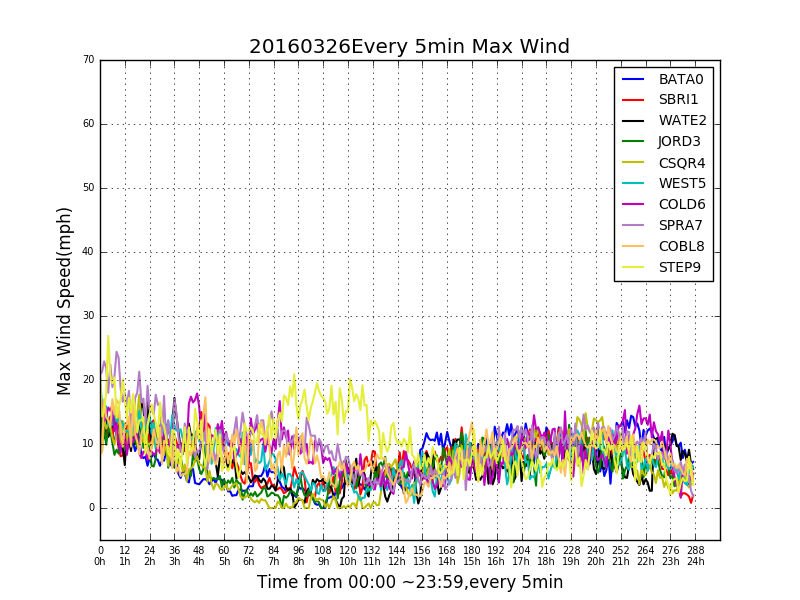 20160326Every 5min Max Wind
70
60
50
40
30
20
10
0
Max Wind Speed(mph)
BATA0
SBRI1
WATE2
JORD3
CSQR4
WEST5
COLD6
SPRA7
COBL8
STEP9
0 12 24 36 48 60 72 84 96 108 120 132 144 156 168 180 192 204 216 228 240 252 264 276 288
0h 1h 2h 3h 4h 5h 6h 7h 8h 9h 10h 11h 12h 13h 14h 15h 16h 17h 18h 19h 20h 21h 22h 23h 24h
Time from 00:00 ~23:59,every 5min